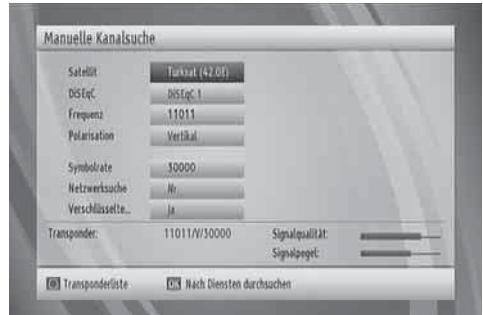 Manuelle Kanalsuche
Satellit Turksat (42.0E)
DiSEqC DiSEqC 1
Frequenz 11011
Polarisation Vertikal
Symbolrate 30000
Netzwerksuche Nr
Verschlüsselte... Ja
Transponder: 11011/V/30000 Signalqualität:
Signalpegel:
Transponderliste OK Nach Diensten durchsuchen